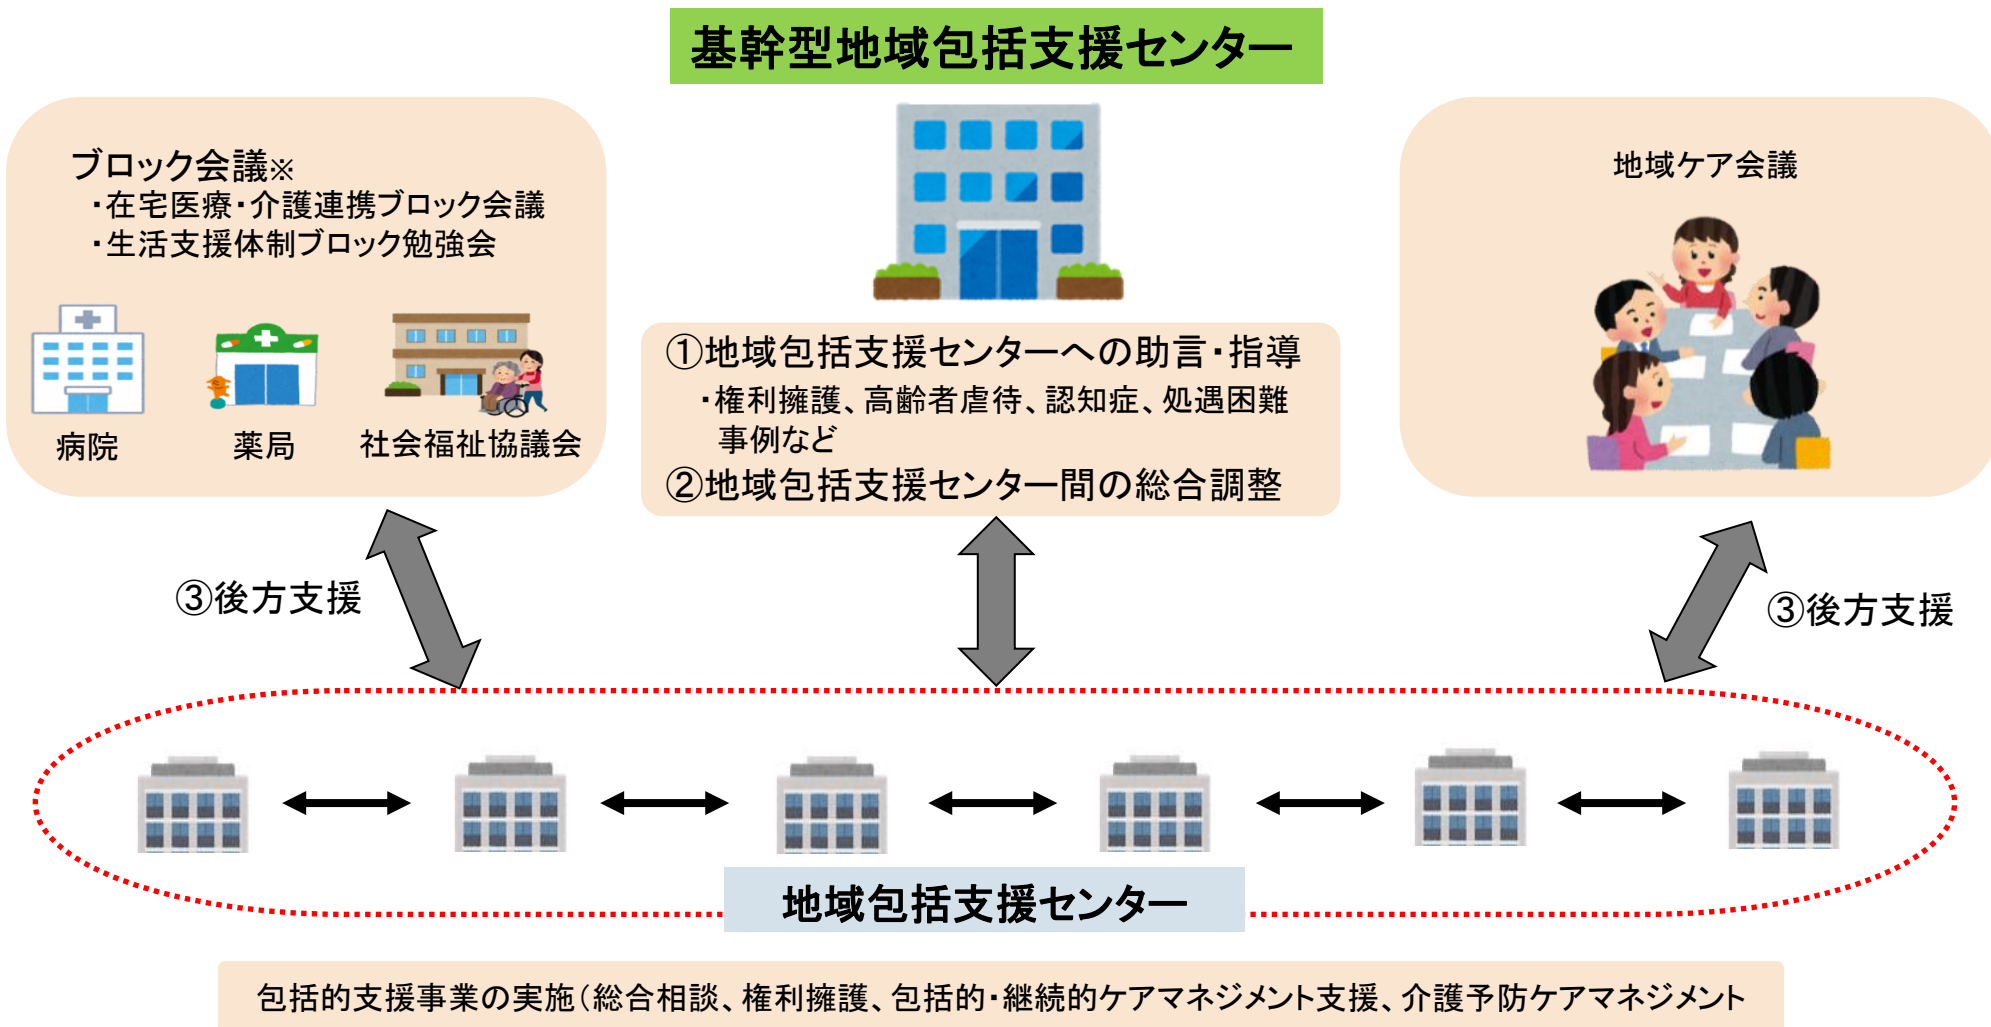 基幹型地域包括支援センター
ブロック会議※
・在宅医療・介護連携ブロック会議
・生活支援体制ブロック勉強会
病院
薬局
社会福祉協議会
①地域包括支援センターへの助言・指導
・権利擁護、高齢者虐待、認知症、処遇困難
事例など
②地域包括支援センター間の総合調整
地域ケア会議
③後方支援
③後方支援
地域包括支援センター
包括的支援事業の実施（総合相談、権利擁護、包括的・継続的ケアマネジメント支援、介護予防ケアマネジメント